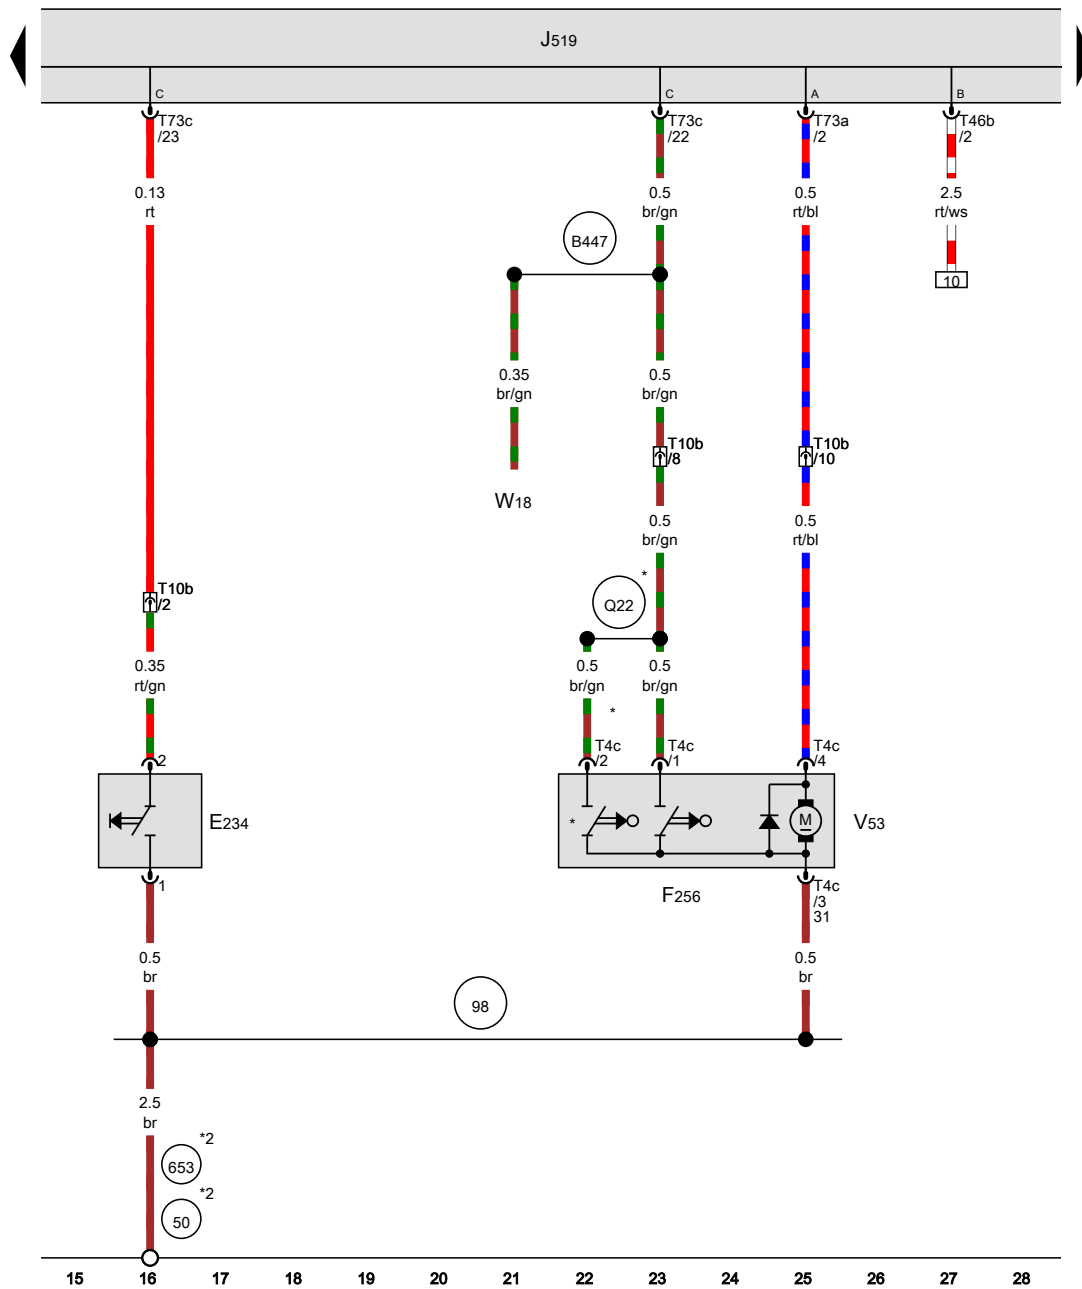 J519
C
C
A
B
T73c
/23
T73c
/22
T73a
/2
T46b
/2
0.13
rt
0.5
br/gn
0.5
rt/bl
2.5
rt/ws
B447
10
0.35
br/gn
0.5
br/gn
T10b
/8
T10b
/10
W18
0.5
br/gn
0.5
rt/bl
*
T10b
/2
Q22
0.35
rt/gn
0.5
br/gn
0.5
br/gn
*
2
T4c
/2
T4c
/1
T4c
/4
E234
*
M
V53
1
F256
T4c
/3
31
0.5
br
0.5
br
98
2.5
br
*2
653
*2
50
15 16 17 18 19 20 21 22 23 24 25 26 27 28